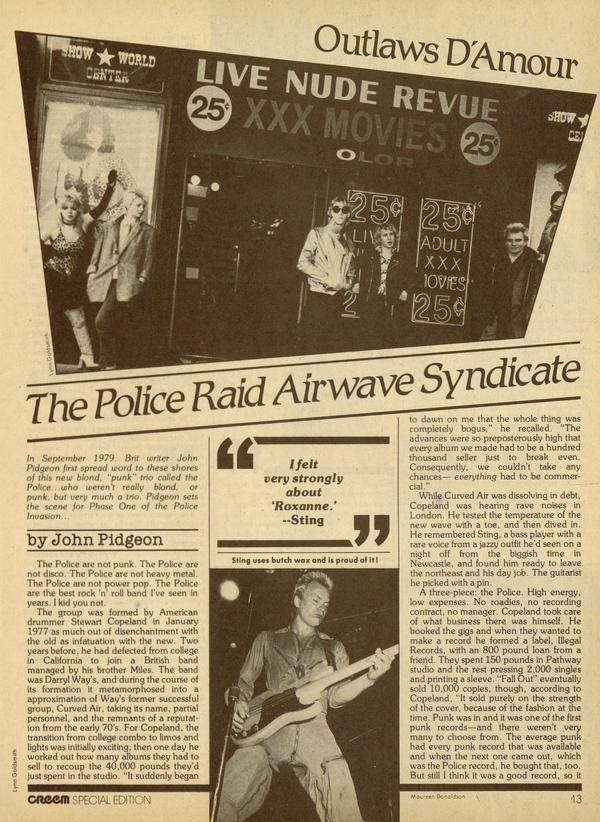 Outlaws D'Amour
SHOW ★ WORLD
CENTER
LIVE NUDE REVUE
25¢ XXX MOVIES 25¢
OLOR
SHOW ★
CE
25¢
LIV
2
25¢
ADULT
XXX
MOVIES
25¢
Lynn Goldsmith
The Police Raid Airwave Syndicate
In September 1979, Brit writer John
Pidgeon first spread word to these shores
of this new blond, "punk" trio called the
Police...who weren't really blond, or
punk, but very much a trio. Pidgeon sets
the scene for Phase One of the Police
Invasion...
by John Pidgeon
The Police are not punk. The Police are
not disco. The Police are not heavy metal.
The Police are not power pop. The Police
are the best rock 'n' roll band I've seen in
years. I kid you not.
The group was formed by American
drummer Stewart Copeland in January
1977 as much out of disenchantment with
the old as infatuation with the new. Two
years before, he had defected from college
in California to join a British band
managed by his brother Miles. The band
was Darryl Way's, and during the course of
its formation it metamorphosed into a
approximation of Way's former successful
group, Curved Air, taking its name, partial
personnel, and the remnants of a reputat-
ion from the early 70's. For Copeland, the
transition from college combo to limos and
lights was initially exciting; then one day he
worked out how many albums they had to
sell to recoup the 40,000 pounds they'd
just spent in the studio. "It suddenly began
“
I felt
very strongly
about
'Roxanne.'
--Sting
”
Sting uses butch wax and is proud of it!
to dawn on me that the whole thing was
completely bogus," he recalled. "The
advances were so preposterously high that
every album we made had to be a hundred
thousand seller just to break even.
Consequently, we couldn't take any
chances— everything had to be commer-
cial."
While Curved Air was dissolving in debt,
Copeland was hearing rave noises in
London. He tested the temperature of the
new wave with a toe, and then dived in.
He remembered Sting, a bass player with a
rare voice from a jazzy outfit he'd seen on a
night off from the biggish time in
Newcastle, and found him ready to leave
the northeast and his day job. The guitarist
he picked with a pin.
A three-piece: the Police. High energy,
low expenses. No roadies, no recording
contract, no manager. Copeland took care
of what business there was himself. He
booked the gigs and when they wanted to
make a record he formed a label, Illegal
Records, with an 800 pound loan from a
friend. They spent 150 pounds in Pathway
studio and the rest pressing 2,000 singles
and printing a sleeve. "Fall Out" eventually
sold 10,000 copies, though, according to
Copeland, "It sold purely on the strength
of the cover, because of the fashion at the
time. Punk was in and it was one of the first
punk records—and there weren't very
many to choose from. The average punk
had every punk record that was available
and when the next one came out, which
was the Police record, he bought that, too.
But still I think it was a good record, so it
Lynn Goldsmith
Maureen Donaldson
CREEM SPECIAL EDITION
13